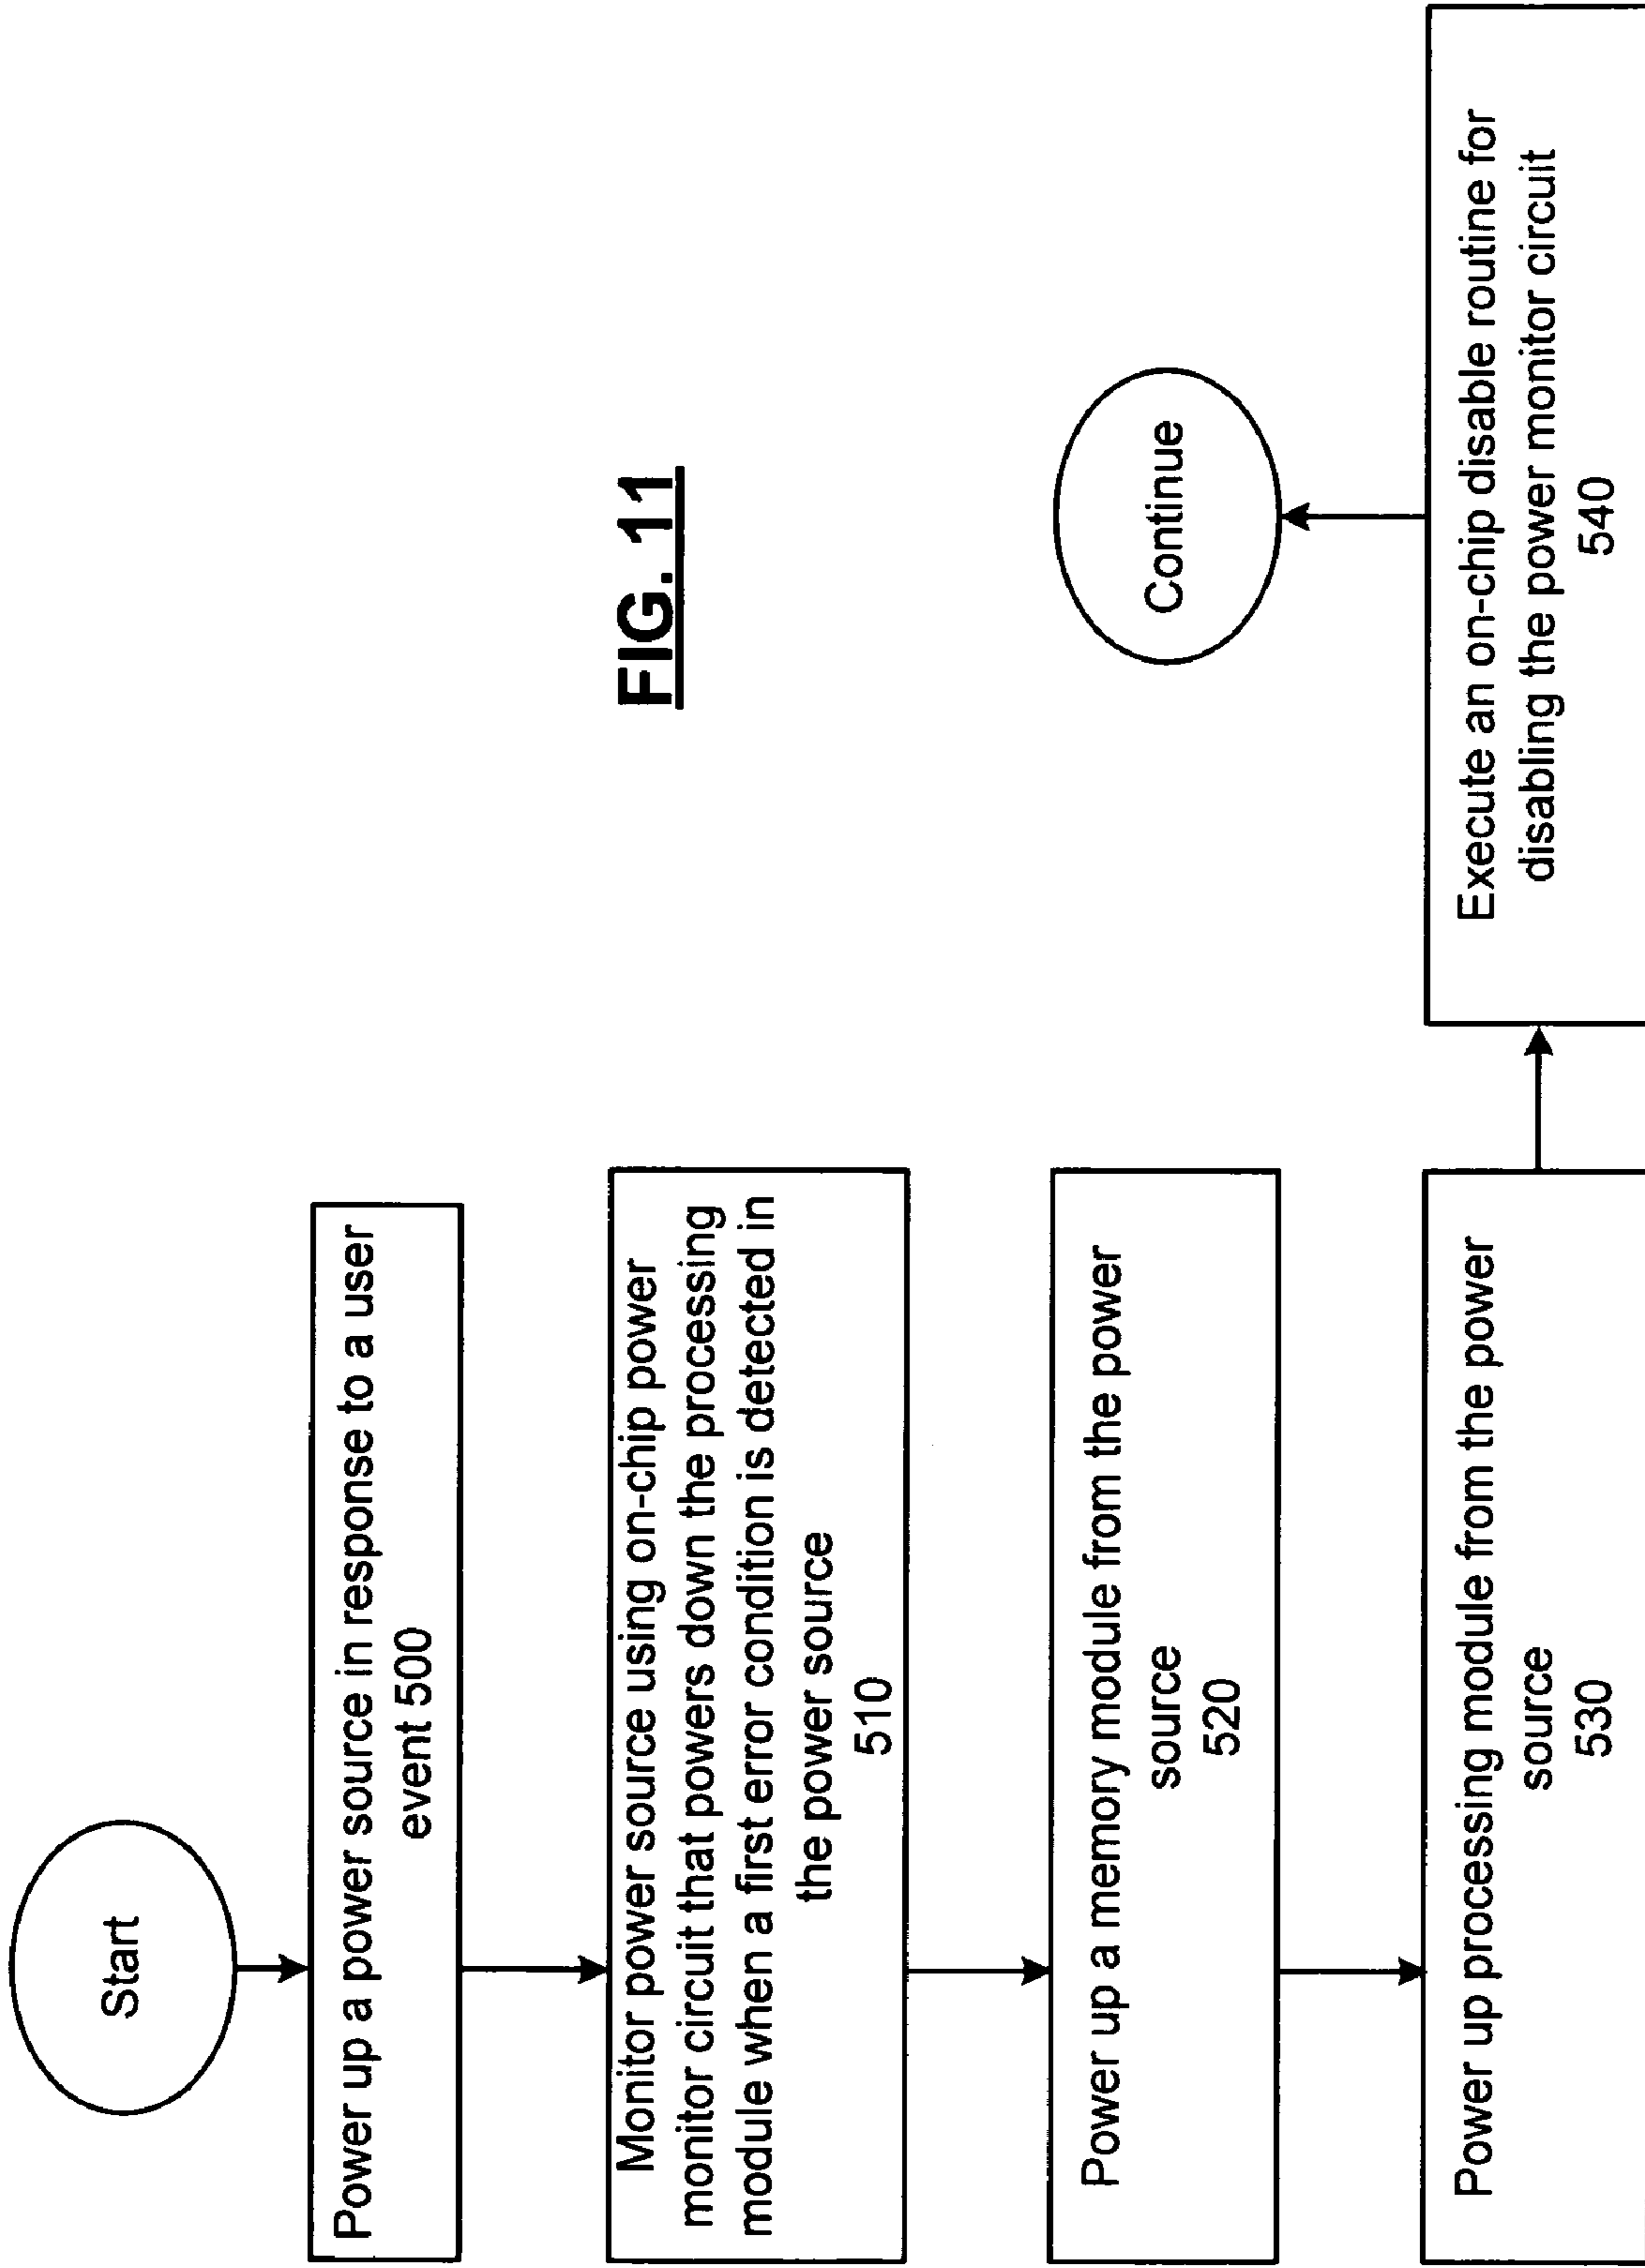 Start
Power up a power source in response to a user
event 500
Monitor power source using on-chip power
monitor circuit that powers down the processing
module when a first error condition is detected in
the power source
510
Power up a memory module from the power
source
520
Power up processing module from the power
source
530
Execute an on-chip disable routine for
disabling the power monitor circuit
540
Continue
FIG. 11